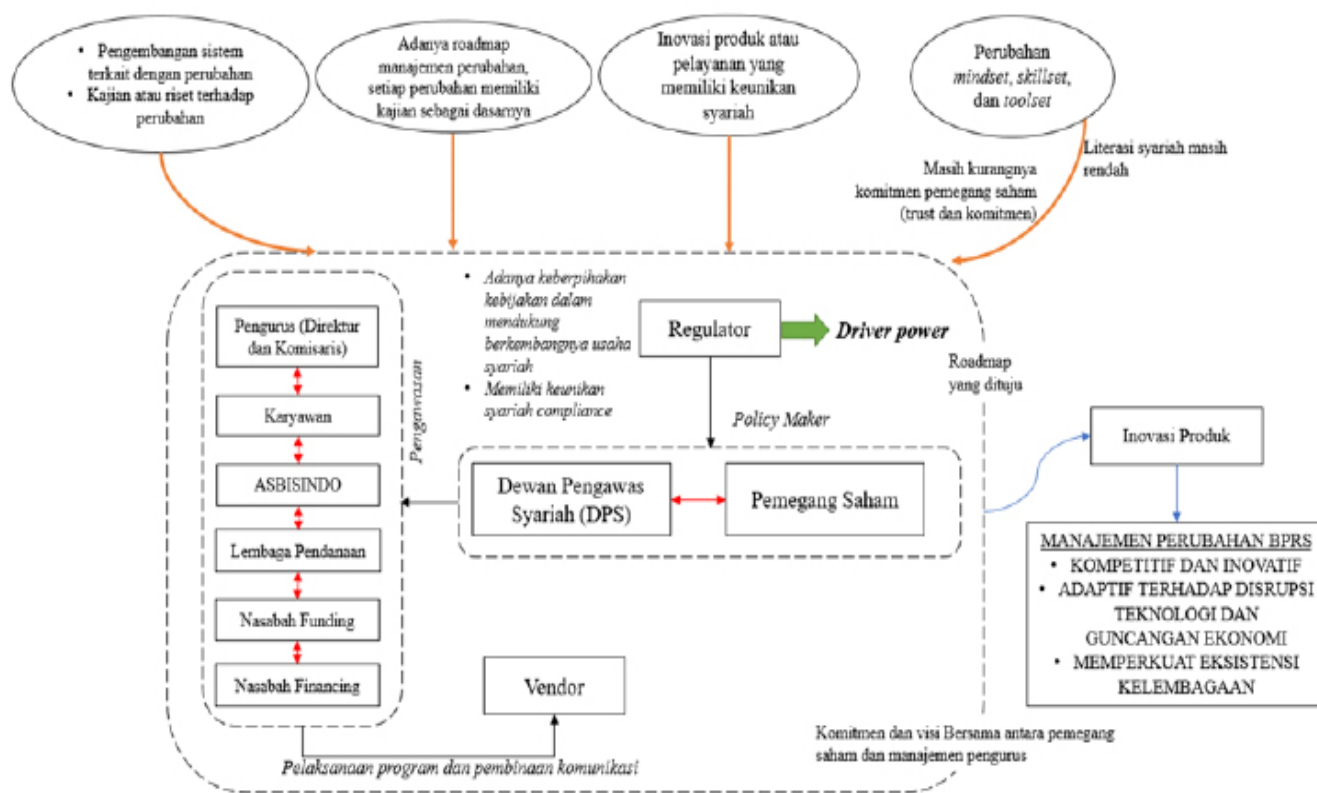 • Pengembangan sistem
terkait dengan perubahan
• Kajian atau riset terhadap
perubahan
Adanya roadmap
manajemen perubahan,
setiap perubahan memiliki
kajian sebagai dasarnya
Inovasi produk atau
pelayanan yang
memiliki keunikan
syariah
Perubahan
mindset, skillset,
dan toolset
Literasi syariah masih
rendah
Masih kurangnya
komitmen pemegang saham
(trust dan komitmen)
• Adanya keberpihakan
kebijakan dalam
mendukung
berkembangnya usaha
syariah
• Memiliki keunikan
syariah compliance
Regulator
Driver power
Roadmap
yang dituju
Policy Maker
Pengurus (Direktur
dan Komisaris)
Karyawan
ASBISINDO
Lembaga Pendanaan
Nasabah Funding
Nasabah Financing
Pengawasan
Dewan Pengawas
Syariah (DPS)
Pemegang Saham
Inovasi Produk
MANAJEMEN PERUBAHAN BPRS
• KOMPETITIF DAN INOVATIF
• ADAPTIF TERHADAP DISRUPSI
TEKNOLOGI DAN
GUNCANGAN EKONOMI
• MEMPERKUAT EKSISTENSI
KELEMBAGAAN
Vendor
Komitmen dan visi Bersama antara pemegang
saham dan manajemen pengurus
Pelaksanaan program dan pembinaan komunikasi